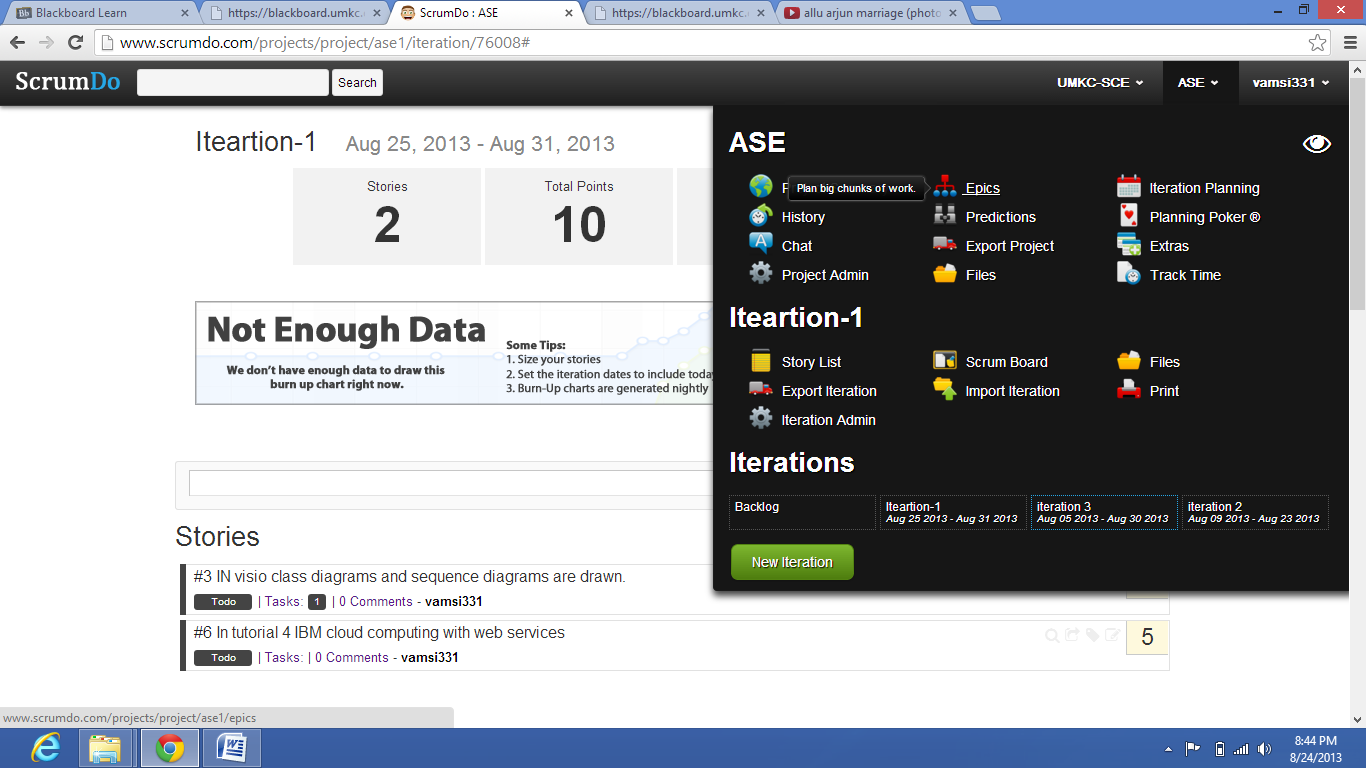 Blackboard Learn
https://blackboard.umkc.
ScrumDo : ASE
https://blackboard.umkc.
allu arjun marriage (photo
www.scrumdo.com/projects/project/ase1/iteration/76008#
ScrumDo
Search
UMKC-SCE
ASE
vamsi331
Iteartion-1
Aug 25, 2013 - Aug 31, 2013
Stories
2
Total Points
10
Not Enough Data
We don't have enough data to draw this
burn up chart right now.
Some Tips:
1. Size your stories
2. Set the iteration dates to include toda
3. Burn-Up charts are generated nightly
Stories
#3 IN visio class diagrams and sequence diagrams are drawn.
Todo | Tasks: 1 | 0 Comments - vamsi331
#6 In tutorial 4 IBM cloud computing with web services
5
Todo | Tasks: | 0 Comments - vamsi331
ASE
Plan big chunks of work.
Epics
Iteration Planning
History
Predictions
Planning Poker ®
Chat
Export Project
Extras
Project Admin
Files
Track Time
Iteartion-1
Story List
Scrum Board
Files
Export Iteration
Import Iteration
Print
Iteration Admin
Iterations
Backlog
Iteartion-1
Aug 25 2013 - Aug 31 2013
iteration 3
Aug 05 2013 - Aug 30 2013
iteration 2
Aug 09 2013 - Aug 23 2013
New Iteration
www.scrumdo.com/projects/project/ase1/epics
8:44 PM
8/24/2013